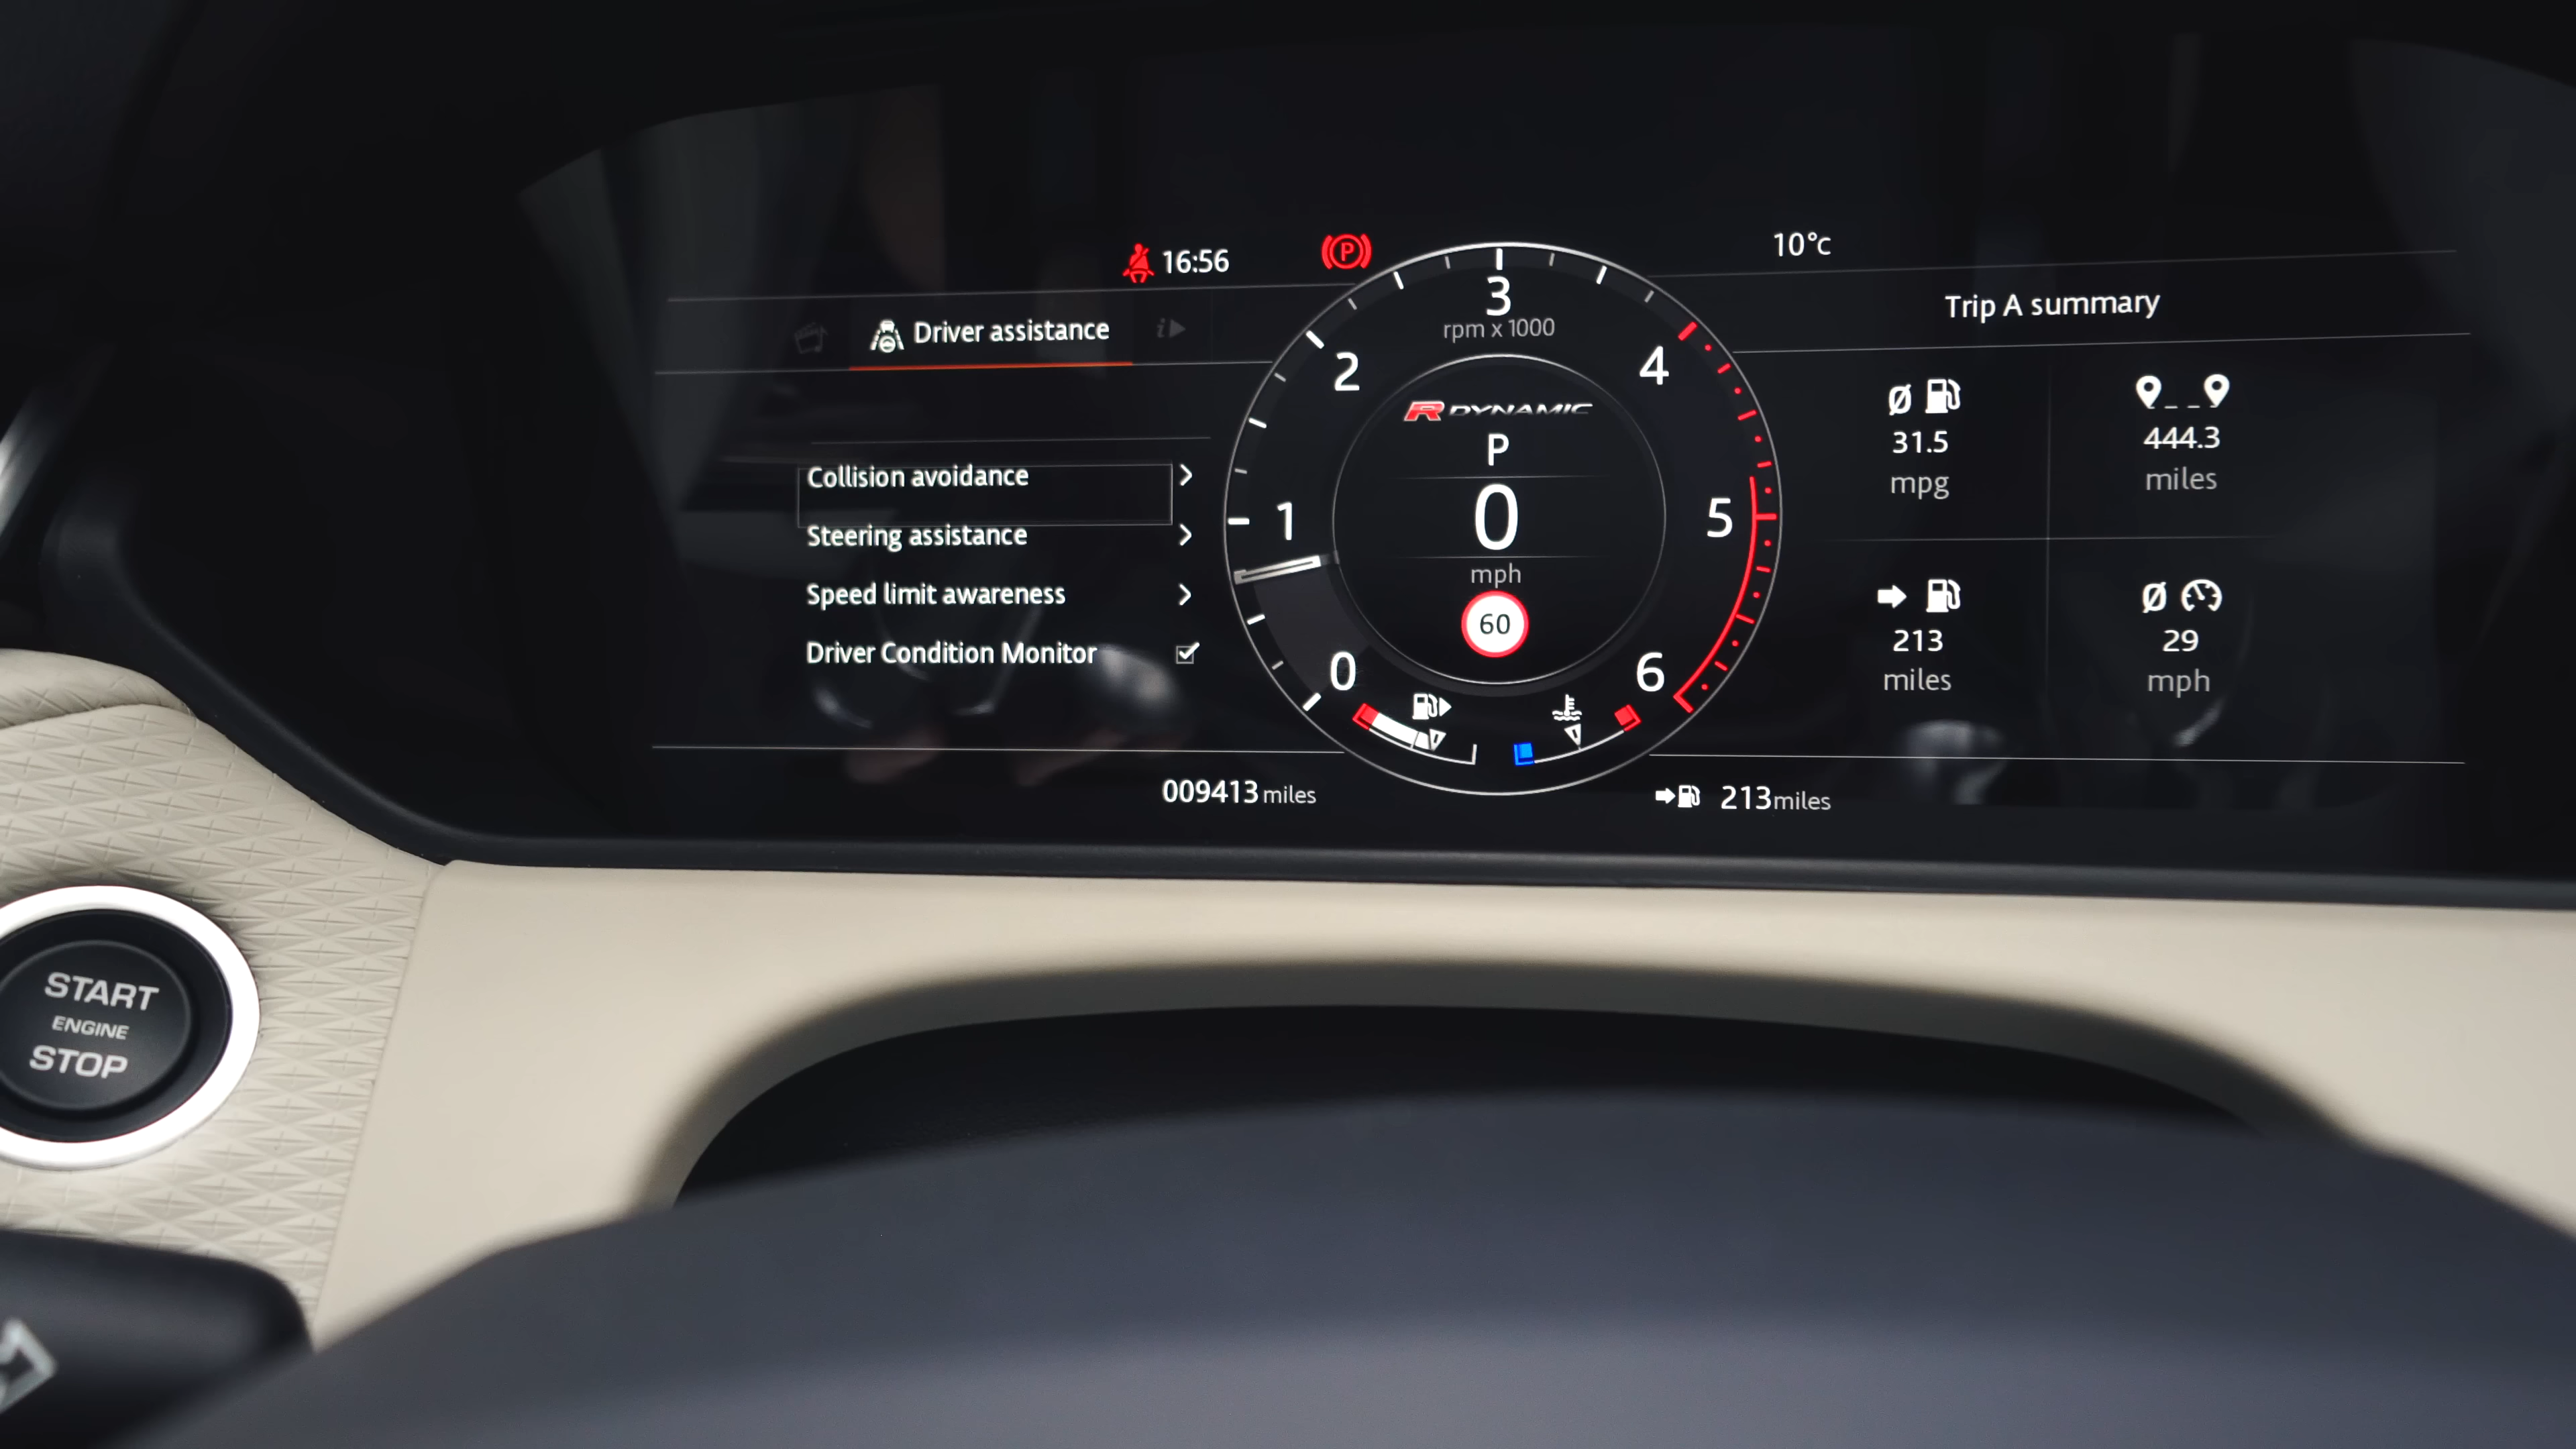 16:56
P
10°c
Driver assistance
i
Collision avoidance
Steering assistance
Speed limit awareness
Driver Condition Monitor
0
1
2
3
4
5
6
rpm x 1000
R DYNAMIC
P
0
mph
60
Trip A summary
Ø
31.5
mpg
444.3
miles
213
miles
Ø
29
mph
009413 miles
213 miles
START
ENGINE
STOP